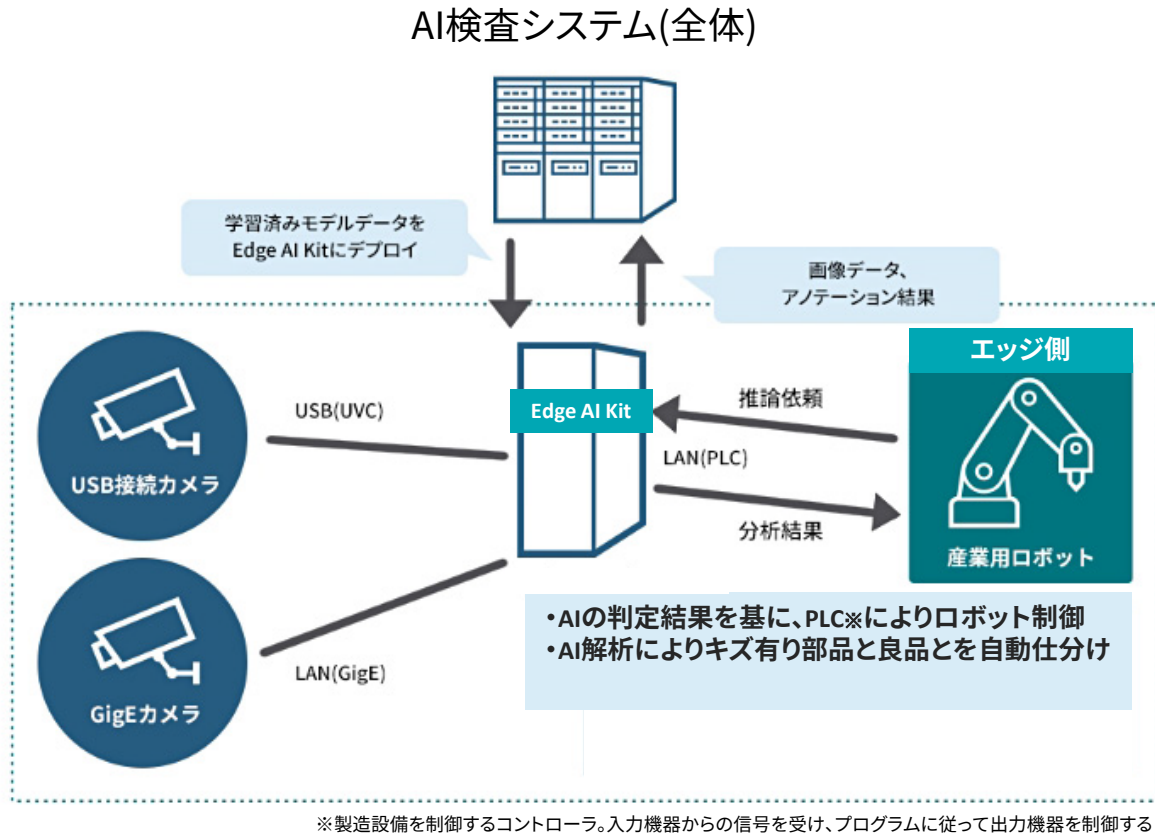 AI検査システム(全体)
学習済みモデルデータを
Edge AI Kitにデプロイ
画像データ、
アノテーション結果
エッジ側
USB(UVC)
Edge AI Kit
推論依頼
LAN(PLC)
USB接続カメラ
分析結果
産業用ロボット
・AIの判定結果を基に、PLC※によりロボット制御
・AI解析によりキズ有り部品と良品とを自動仕分け
LAN(GigE)
GigEカメラ
※製造設備を制御するコントローラ。入力機器からの信号を受け、プログラムに従って出力機器を制御する